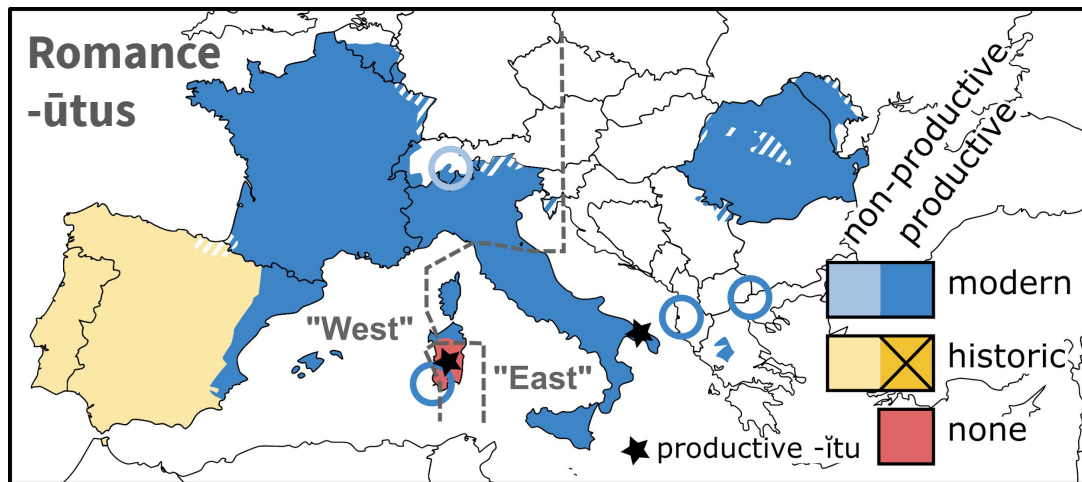 Romance
-ūtus
"West"
"East"
non-productive
productive
modern
historic
none
productive -ĭtu